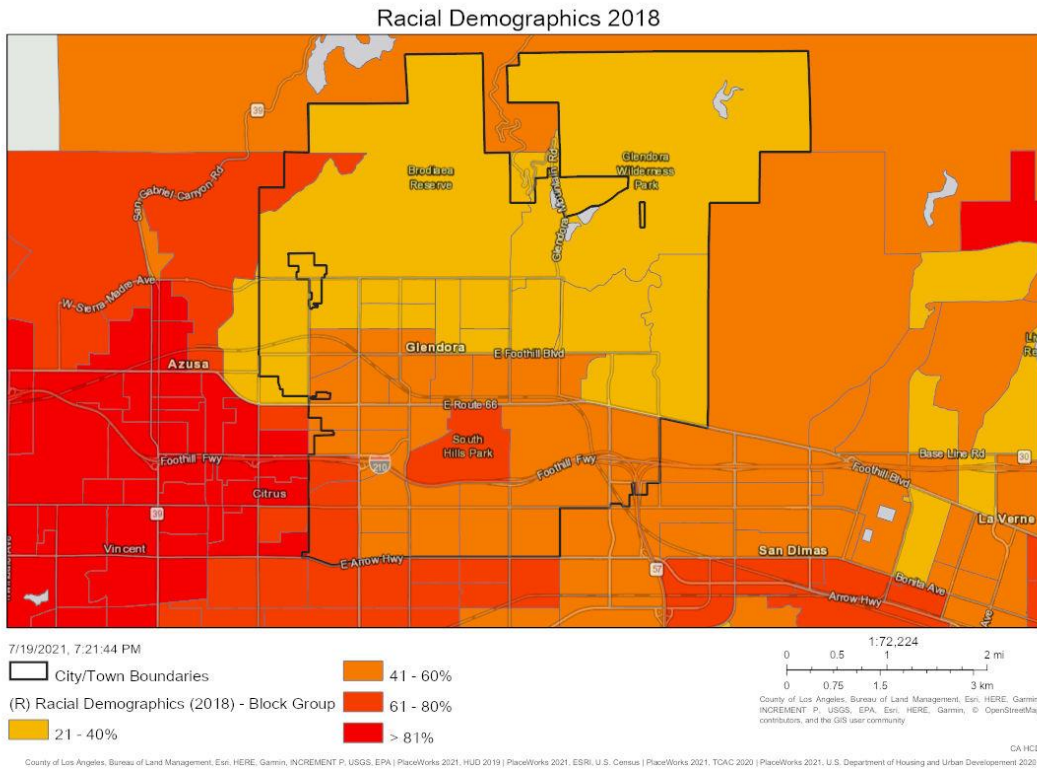 Racial Demographics 2018
39
San Gabriel Canyon Rd
Brodiaea
Reserve
Glendora
Wilderness
Park
Glendora Mountain Rd
W Sierra Madre Ave
Azusa
Glendora
E Foothill Blvd
E Route 66
South
Hills Park
Foothill Fwy
210
Foothill Fwy
Base Line Rd
30
Foothill Blvd
Citrus
39
La Verne
Vincent
E Arrow Hwy
San Dimas
57
Bonita Ave
Arrow Hwy
Ave
7/19/2021, 7:21:44 PM
City/Town Boundaries
(R) Racial Demographics (2018) - Block Group
21 - 40%
41 - 60%
61 - 80%
> 81%
1:72,224
0 0.5 1 2 mi
0 0.75 1.5 3 km
County of Los Angeles, Bureau of Land Management, Esri, HERE, Garmin,
INCREMENT P, USGS, EPA, Esri, HERE, Garmin, © OpenStreetMap
contributors, and the GIS user community
CA HCD
County of Los Angeles, Bureau of Land Management, Esri, HERE, Garmin, INCREMENT P, USGS, EPA | PlaceWorks 2021, HUD 2019 | PlaceWorks 2021, ESRI, U.S. Census | PlaceWorks 2021, TCAC 2020 | PlaceWorks 2021, U.S. Department of Housing and Urban Developement 2020